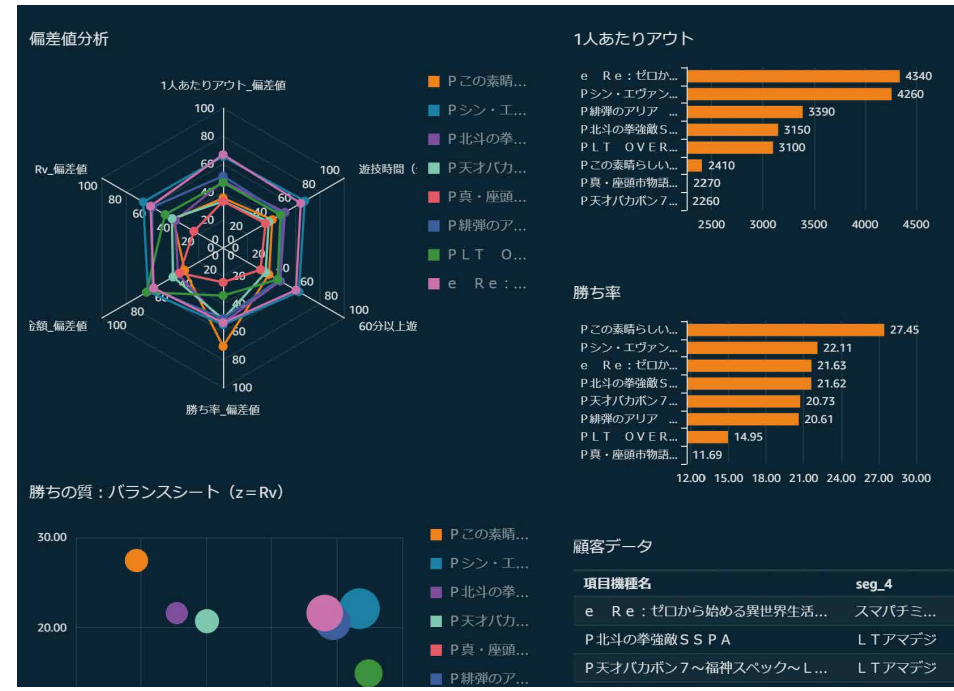 偏差値分析
1人あたりアウト_偏差値
100
80
60
40
20
0
Rv_偏差値
100
80
60
40
20
0
100
80
60
40
20
0
遊技時間（:
金額_偏差値
100
80
60
40
20
0
100
80
60
40
20
0
60分以上遊
20
40
60
80
100
勝ち率_偏差値
Pこの素晴...
Pシン・エ...
P北斗の拳...
P天才バカ...
P真・座頭...
P緋弾のア...
PLT O...
e Re：...
1人あたりアウト
e Re：ゼロか... 4340
Pシン・エヴァン... 4260
P緋弾のアリア ... 3390
P北斗の拳強敵S... 3150
PLT OVER... 3100
Pこの素晴らしい... 2410
P真・座頭市物語... 2270
P天才バカボン7... 2260
2500 3000 3500 4000 4500
勝ち率
Pこの素晴らしい... 27.45
Pシン・エヴァン... 22.11
e Re：ゼロか... 21.63
P北斗の拳強敵S... 21.62
P天才バカボン7... 20.73
P緋弾のアリア ... 20.61
PLT OVER... 14.95
P真・座頭市物語... 11.69
12.00 15.00 18.00 21.00 24.00 27.00 30.00
勝ちの質：バランスシート（z＝Rv）
30.00
20.00
Pこの素晴...
Pシン・エ...
P北斗の拳...
P天才バカ...
P真・座頭...
P緋弾のア...
顧客データ
項目機種名 seg_4
e Re：ゼロから始める異世界生活... スマパチミ...
P北斗の拳強敵SSPA LTアマデジ
P天才バカボン7～福神スペック～L... LTアマデジ